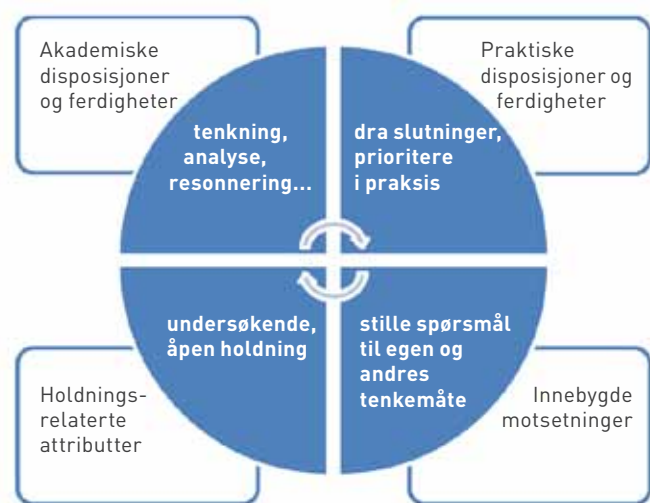 Akademiske
disposisjoner
og ferdigheter
Praktiske
disposisjoner og
ferdigheter
tenkning,
analyse,
resonnering...
dra slutninger,
prioritere
i praksis
undersøkende,
åpen holdning
stille spørsmål
til egen og
andres
tenkemåte
Holdnings-
relaterte
attributter
Innebygde
motsetninger